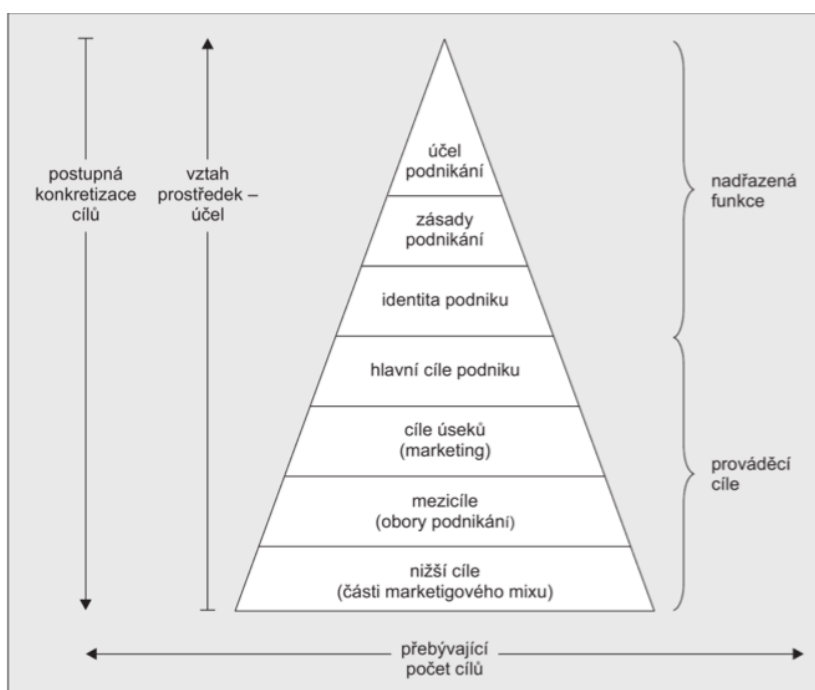 postupná
konkretizace
cílů
vztah
prostředek –
účel
účel
podnikání
zásady
podnikání
identita podniku
hlavní cíle podniku
cíle úseků
(marketing)
mezicíle
(obory podnikání)
nižší cíle
(části marketigového mixu)
nadřazená
funkce
prováděcí
cíle
přebývající
počet cílů